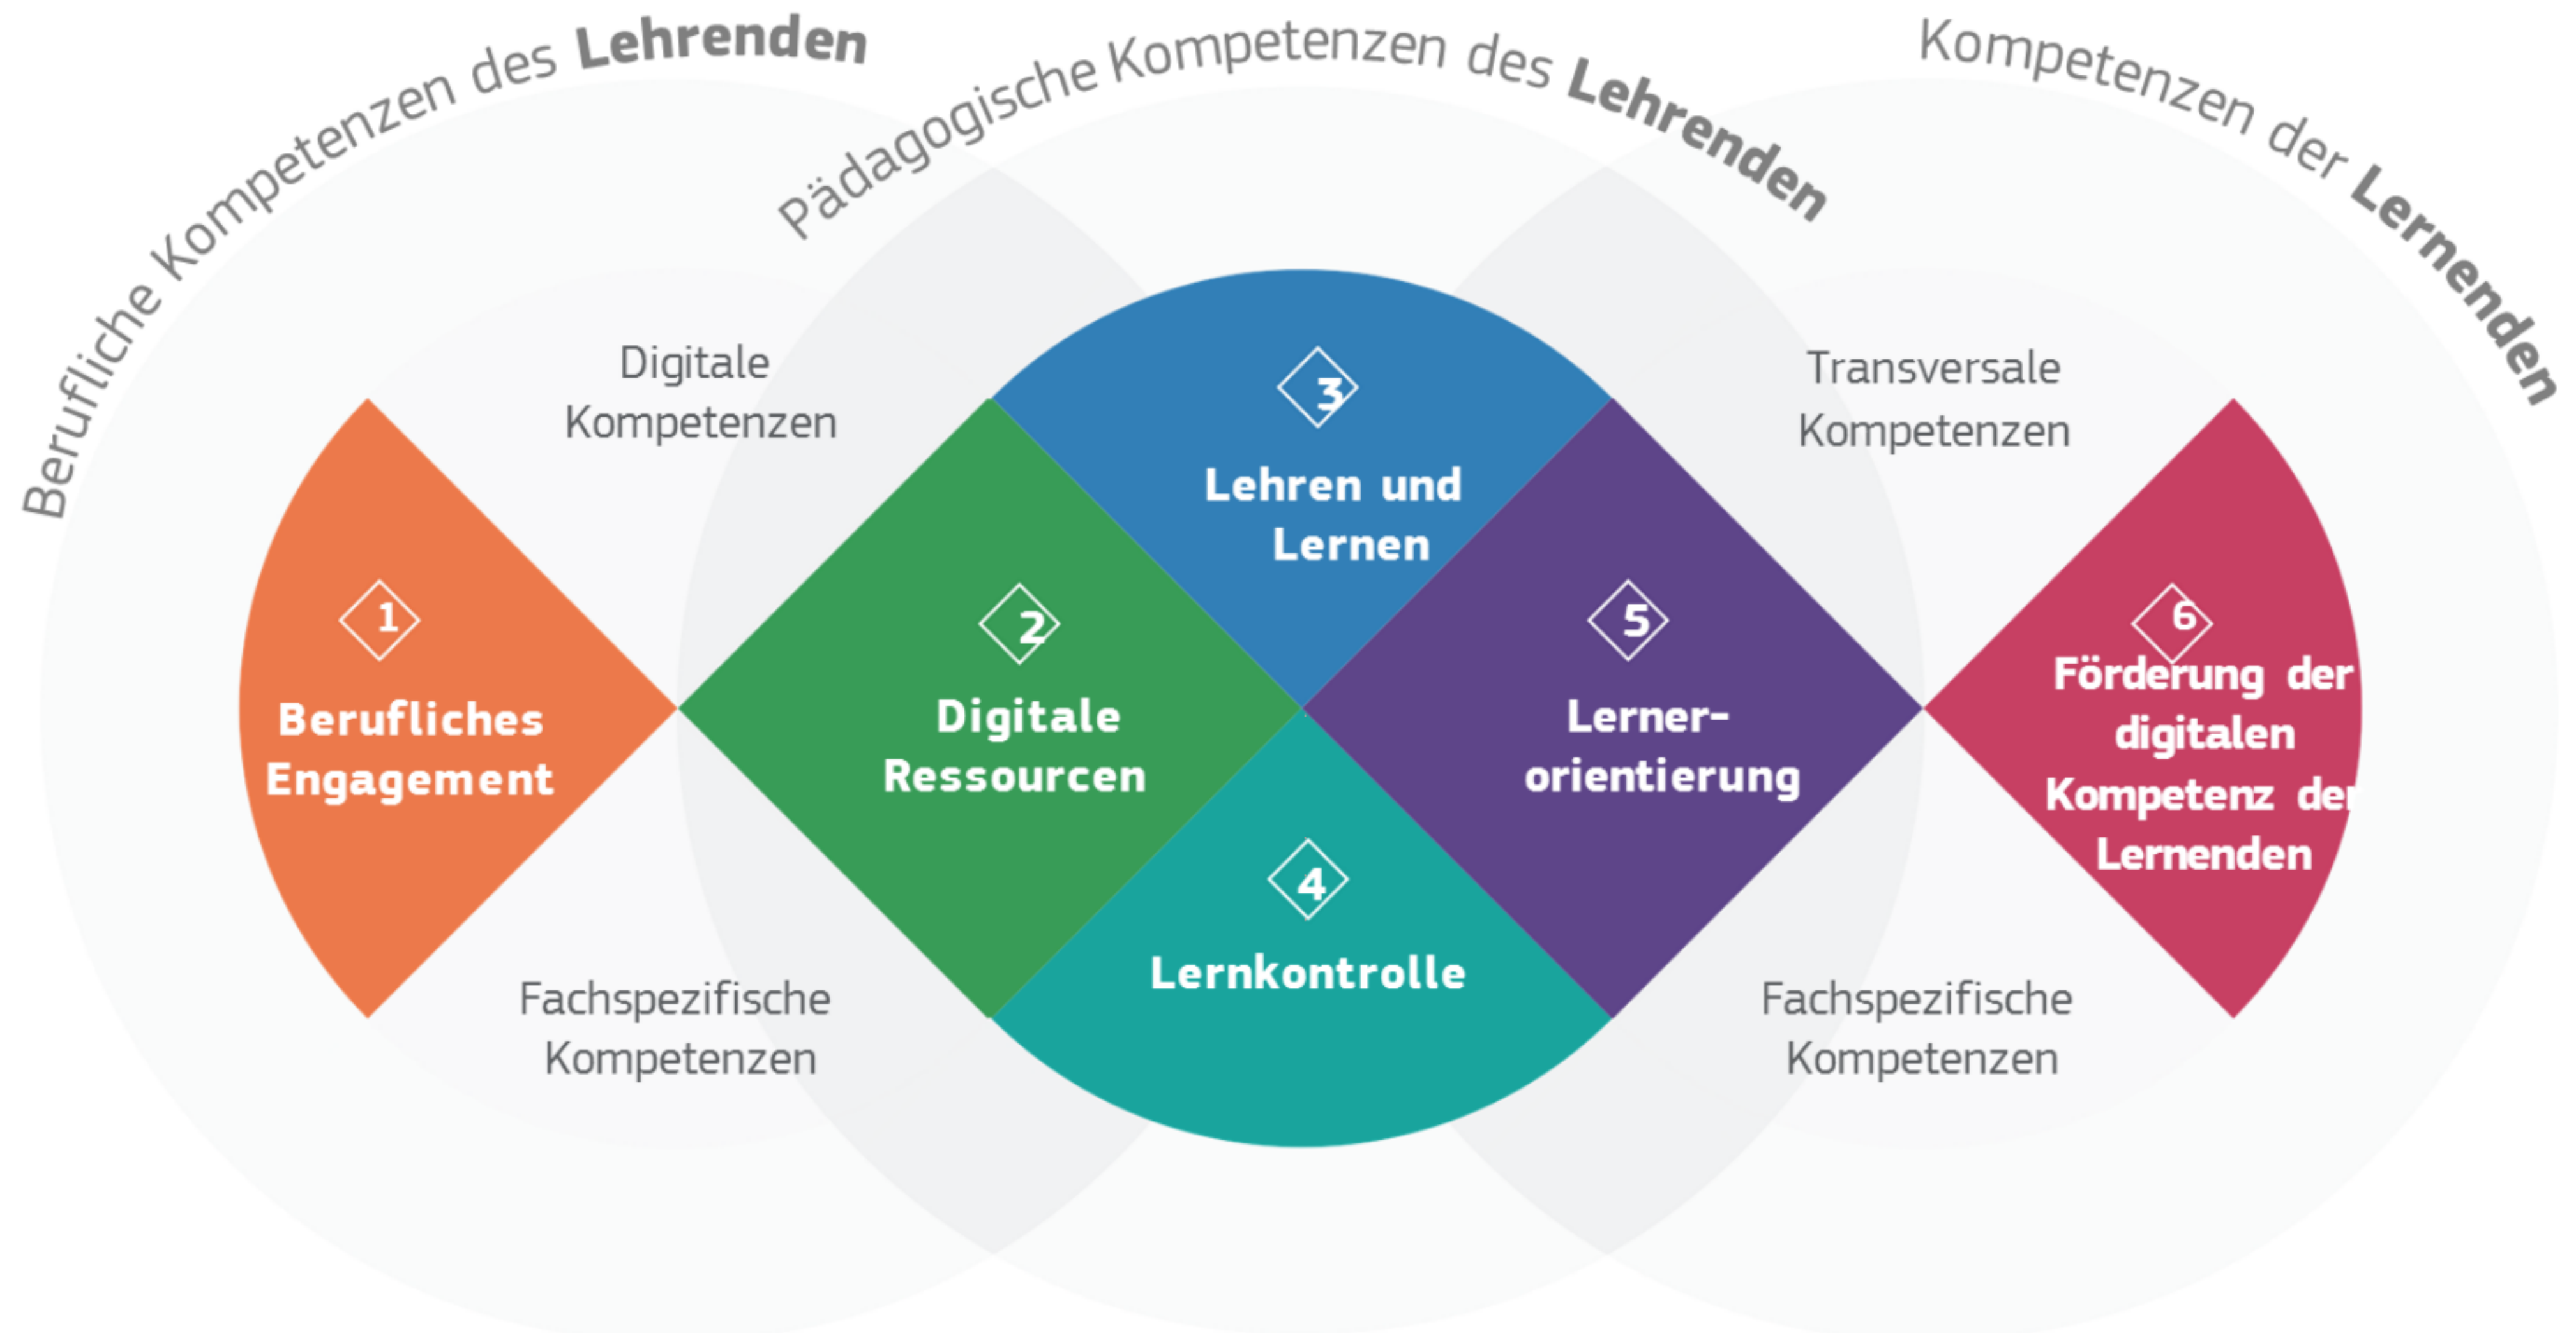 Berufliche Kompetenzen des Lehrenden
Pädagogische Kompetenzen des Lehrenden
Kompetenzen der Lernenden
Digitale
Kompetenzen
Transversale
Kompetenzen
3
Lehren und
Lernen
1
Berufliches
Engagement
2
Digitale
Ressourcen
5
Lerner-
orientierung
6
Förderung der
digitalen
Kompetenz der
Lernenden
4
Lernkontrolle
Fachspezifische
Kompetenzen
Fachspezifische
Kompetenzen